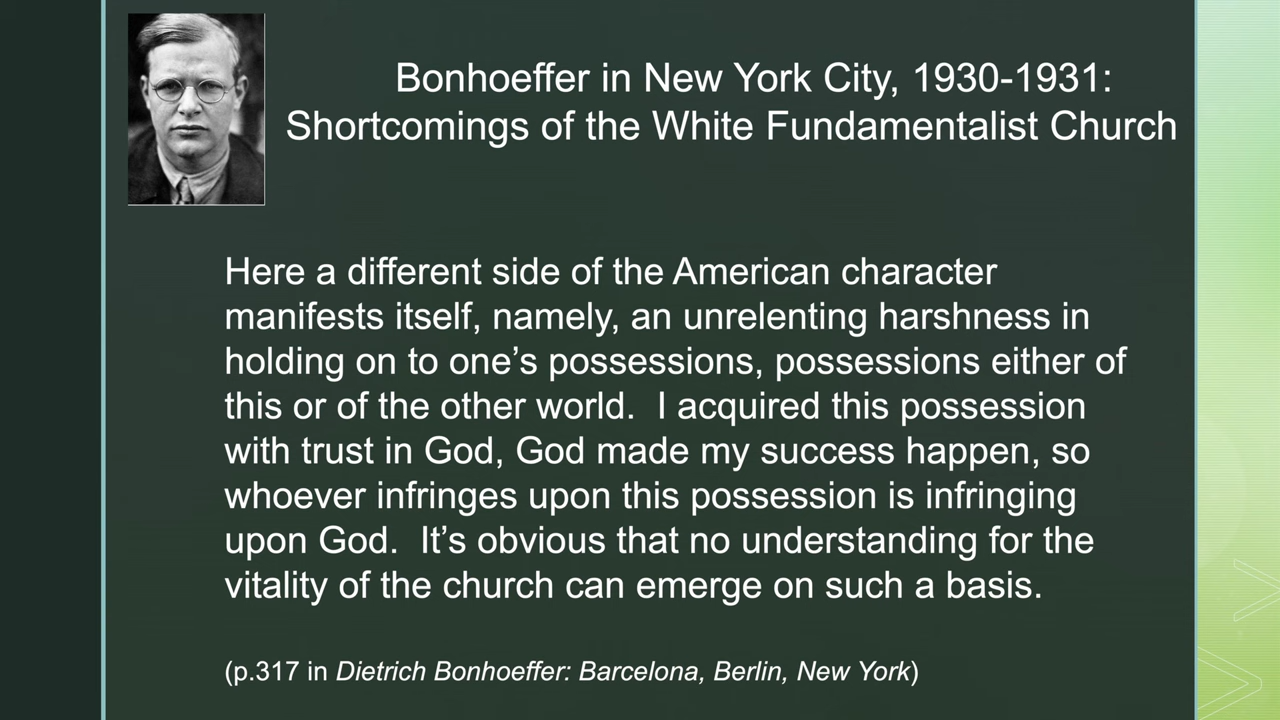 Bonhoeffer in New York City, 1930-1931:
Shortcomings of the White Fundamentalist Church
Here a different side of the American character
manifests itself, namely, an unrelenting harshness in
holding on to one’s possessions, possessions either of
this or of the other world.  I acquired this possession
with trust in God, God made my success happen, so
whoever infringes upon this possession is infringing
upon God.  It’s obvious that no understanding for the
vitality of the church can emerge on such a basis.
(p.317 in Dietrich Bonhoeffer: Barcelona, Berlin, New York)